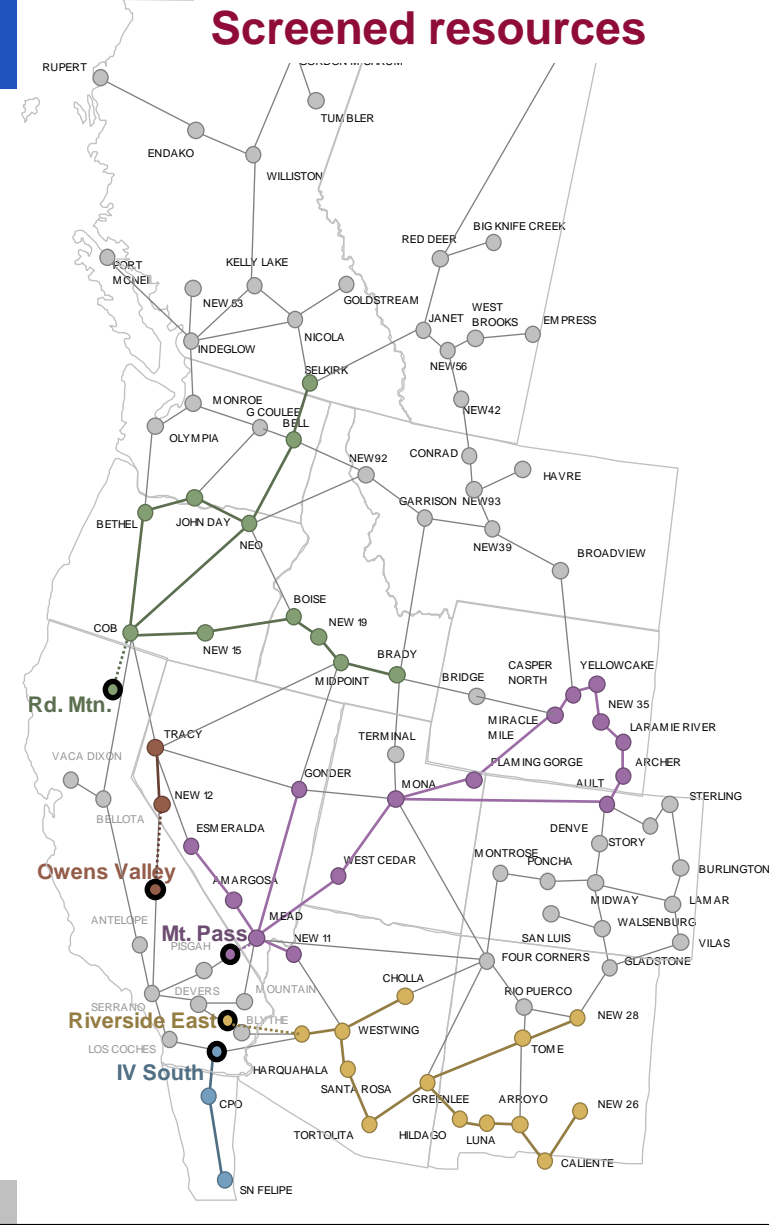 Screened resources
RUPERT
TUMBLER
ENDAKO
WILLISTON
BIG KNIFE CREEK
RED DEER
PORT
MCNEIL
KELLY LAKE
GOLDSTREAM
NEW 53
JANET
WEST
BROOKS
EMPRESS
NICOLA
INDEGLOW
NEW56
SELKIRK
MONROE
G COULEE
BELL
NEW42
OLYMPIA
NEW92
CONRAD
HAVRE
GARRISON
NEW93
BETHEL
JOHN DAY
NEO
NEW39
BROADVIEW
BOISE
COB
NEW 19
NEW 15
BRADY
MIDPOINT
BRIDGE
CASPER
NORTH
YELLOWCAKE
Rd. Mtn.
NEW 35
MIRACLE
MILE
LARAMIE RIVER
TRACY
TERMINAL
VACA DIXON
FLAMING GORGE
ARCHER
GONDER
MONA
AULT
NEW 12
STERLING
BELLOTA
ESMERALDA
DENVE
STORY
MONTROSE
PONCHA
WEST CEDAR
BURLINGTON
Owens Valley
AMARGOSA
MIDWAY
LAMAR
ANTELOPE
MEAD
WALSENBURG
Mt. Pass
NEW 11
SAN LUIS
VILAS
PISGAH
FOUR CORNERS
GLADSTONE
CHOLLA
DEVERS
MOUNTAIN
RIO PUERCO
SERRANO
Riverside East
BLYTHE
NEW 28
WESTWING
LOS COCHES
TOME
IV South
HARQUAHALA
SANTA ROSA
CPO
GREENLEE
ARROYO
NEW 26
TORTOLITA
HILDAGO
LUNA
CALIENTE
SN FELIPE